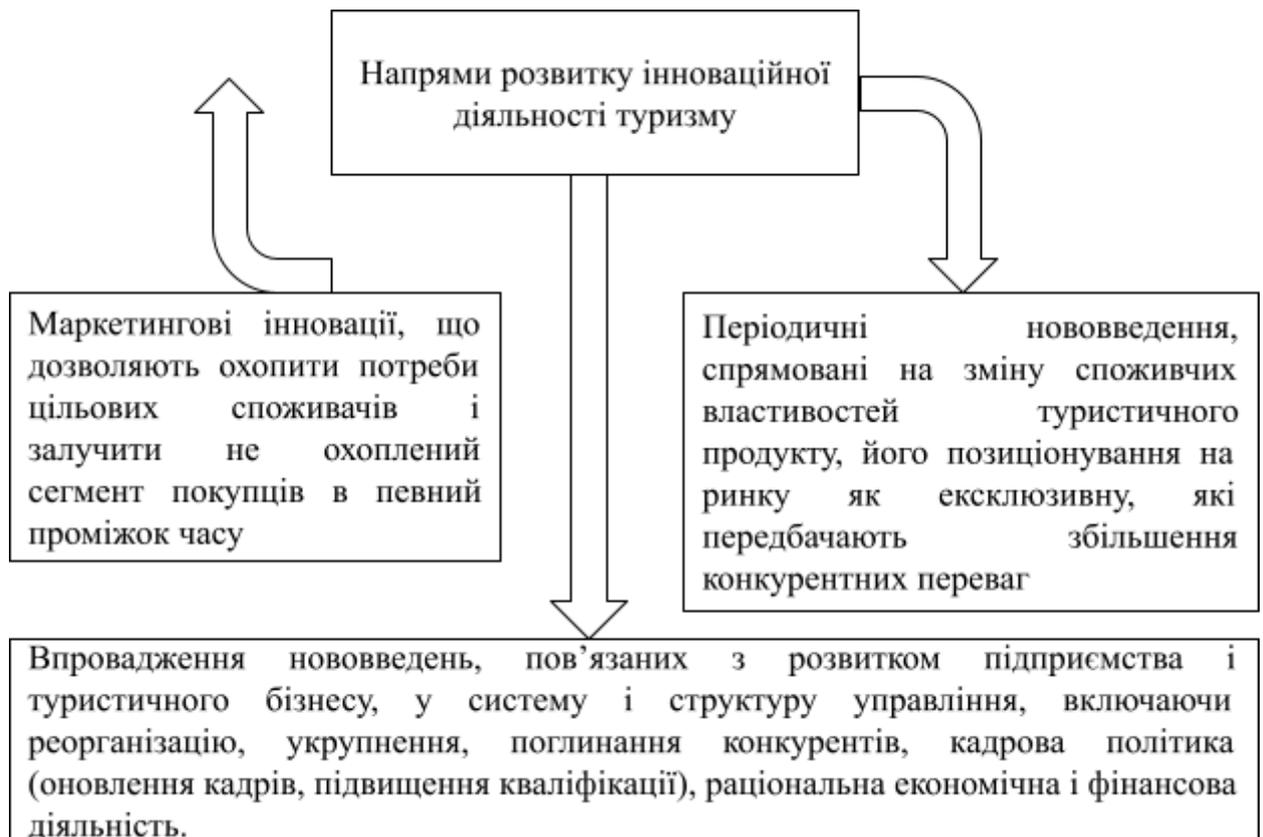 Напрями розвитку інноваційної
діяльності туризму
Маркетингові інновації, що
дозволяють охопити потреби
цільових споживачів і
залучити не охоплений
сегмент покупців в певний
проміжок часу
Періодичні нововведення,
спрямовані на зміну споживчих
властивостей туристичного
продукту, його позиціонування на
ринку як ексклюзивну, які
передбачають збільшення
конкурентних переваг
Впровадження нововведень, пов’язаних з розвитком підприємства і
туристичного бізнесу, у систему і структуру управління, включаючи
реорганізацію, укрупнення, поглинання конкурентів, кадрова політика
(оновлення кадрів, підвищення кваліфікації), раціональна економічна і фінансова
діяльність.